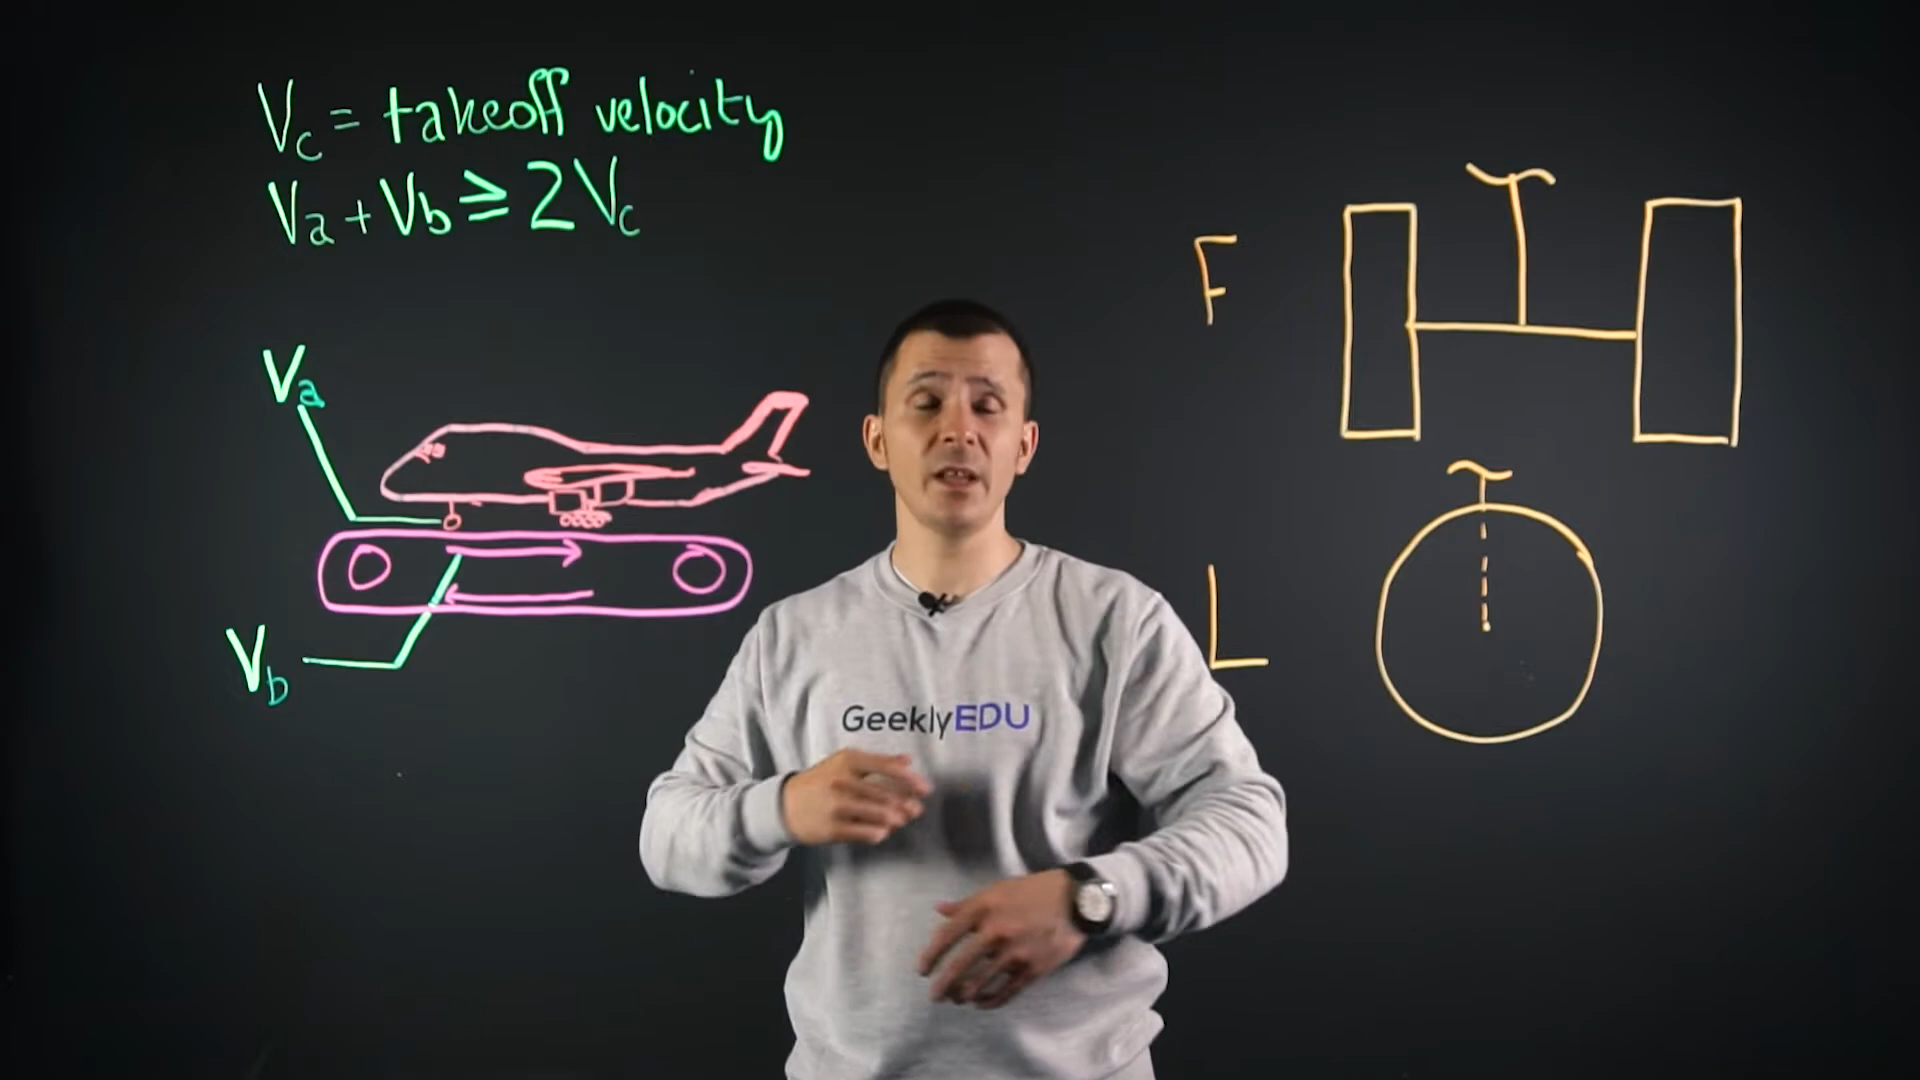 Vc = takeoff velocity
Va + Vb ≥ 2Vc
F
Va
L
Vb
GeeklyEDU